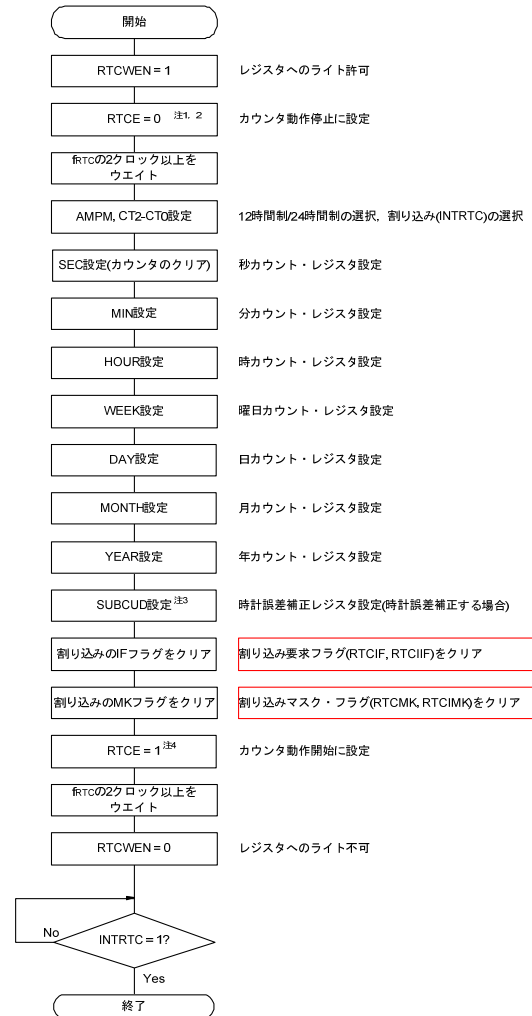 開始
RTCWEN = 1 レジスタへのライト許可
RTCE = 0 注1, 2 カウンタ動作停止に設定
fRTCの2クロック以上を
ウエイト
AMPM, CT2-CT0設定 12時間制/24時間制の選択, 割り込み(INTRTC)の選択
SEC設定(カウンタのクリア) 秒カウント・レジスタ設定
MIN設定 分カウント・レジスタ設定
HOUR設定 時カウント・レジスタ設定
WEEK設定 曜日カウント・レジスタ設定
DAY設定 日カウント・レジスタ設定
MONTH設定 月カウント・レジスタ設定
YEAR設定 年カウント・レジスタ設定
SUBCUD設定 注3 時計誤差補正レジスタ設定(時計誤差補正する場合)
割り込みのIFフラグをクリア 割り込み要求フラグ(RTCIF, RTCIIF)をクリア
割り込みのMKフラグをクリア 割り込みマスク・フラグ(RTCMK, RTCIMK)をクリア
RTCE = 1 注4 カウンタ動作開始に設定
fRTCの2クロック以上を
ウエイト
RTCWEN = 0 レジスタへのライト不可
No
INTRTC = 1?
Yes
終了